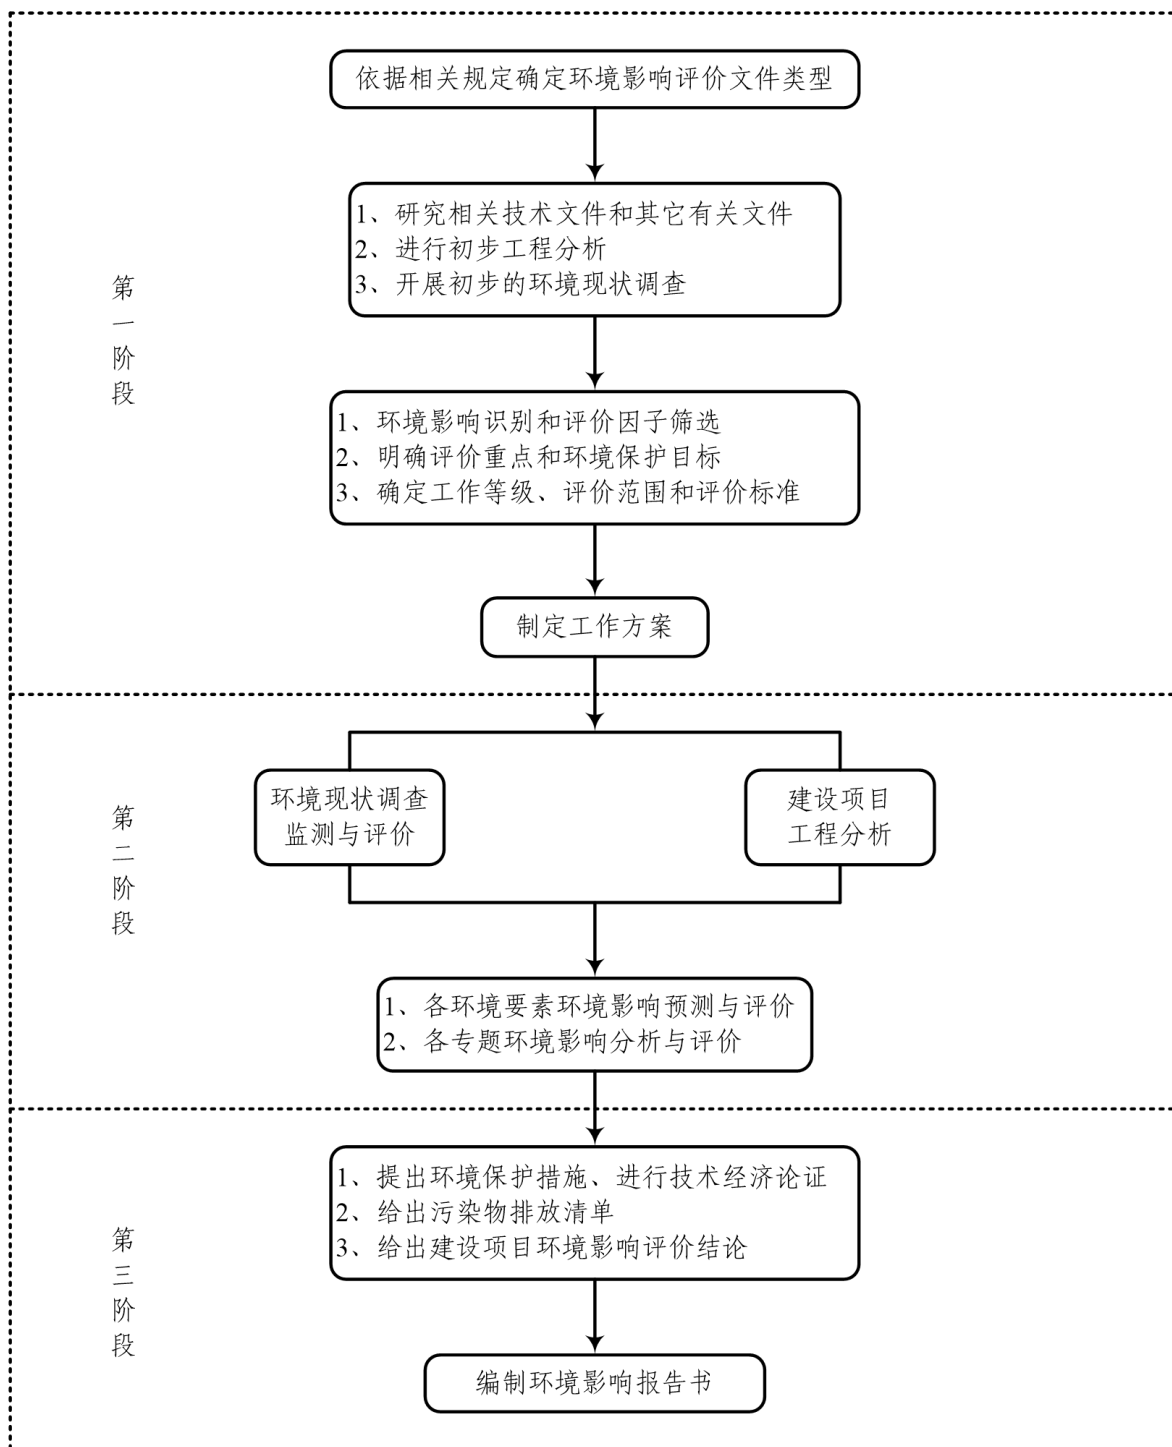 依据相关规定确定环境影响评价文件类型
1、研究相关技术文件和其它有关文件
2、进行初步工程分析
3、开展初步的环境现状调查
第一阶段
1、环境影响识别和评价因子筛选
2、明确评价重点和环境保护目标
3、确定工作等级、评价范围和评价标准
制定工作方案
环境现状调查
监测与评价
建设项目
工程分析
第二阶段
1、各环境要素环境影响预测与评价
2、各专题环境影响分析与评价
1、提出环境保护措施、进行技术经济论证
2、给出污染物排放清单
3、给出建设项目环境影响评价结论
第三阶段
编制环境影响报告书